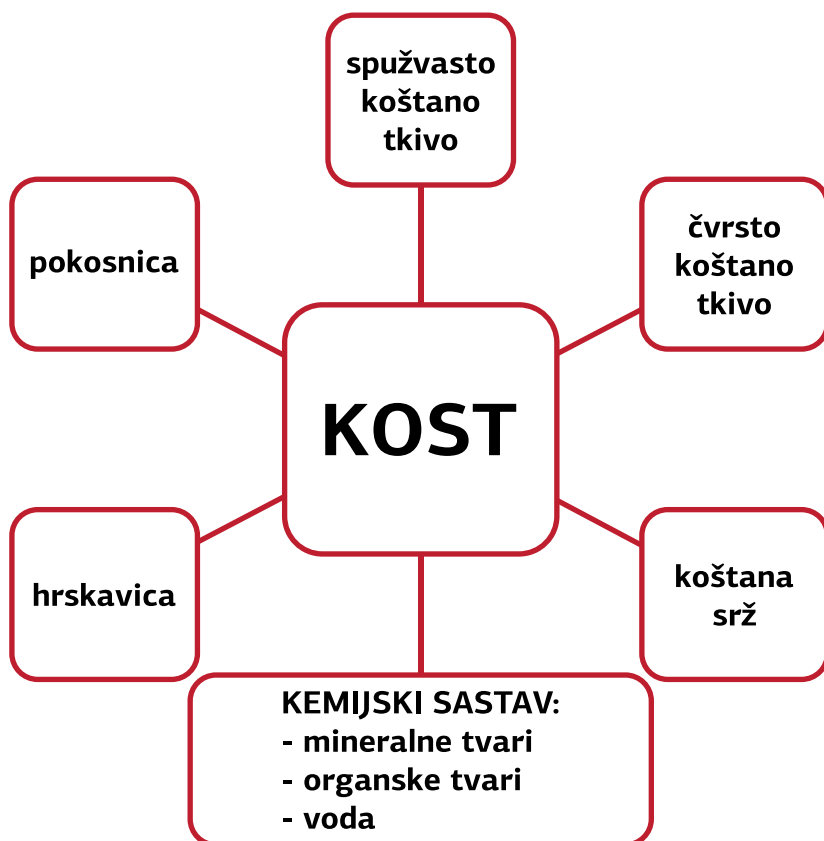 spužvasto
koštano
tkivo
pokosnica
čvrsto
koštano
tkivo
KOST
hrskavica
koštana
srž
KEMIJSKI SASTAV:
- mineralne tvari
- organske tvari
- voda